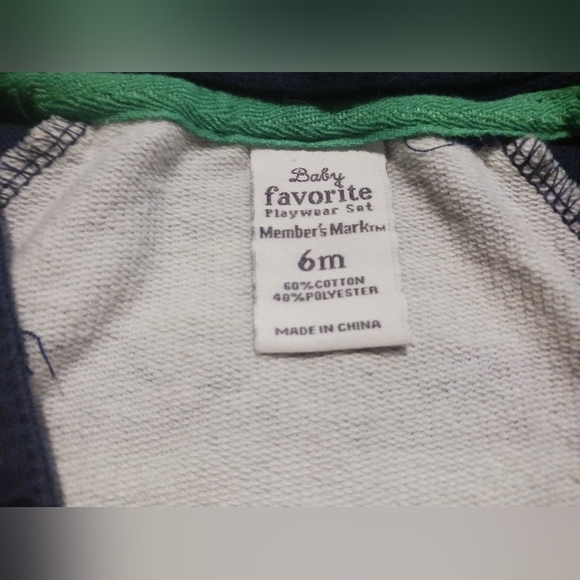 Baby
favorite
Playwear Set
Member's Mark™
6m
60%COTTON
40%POLYESTER
MADE IN CHINA